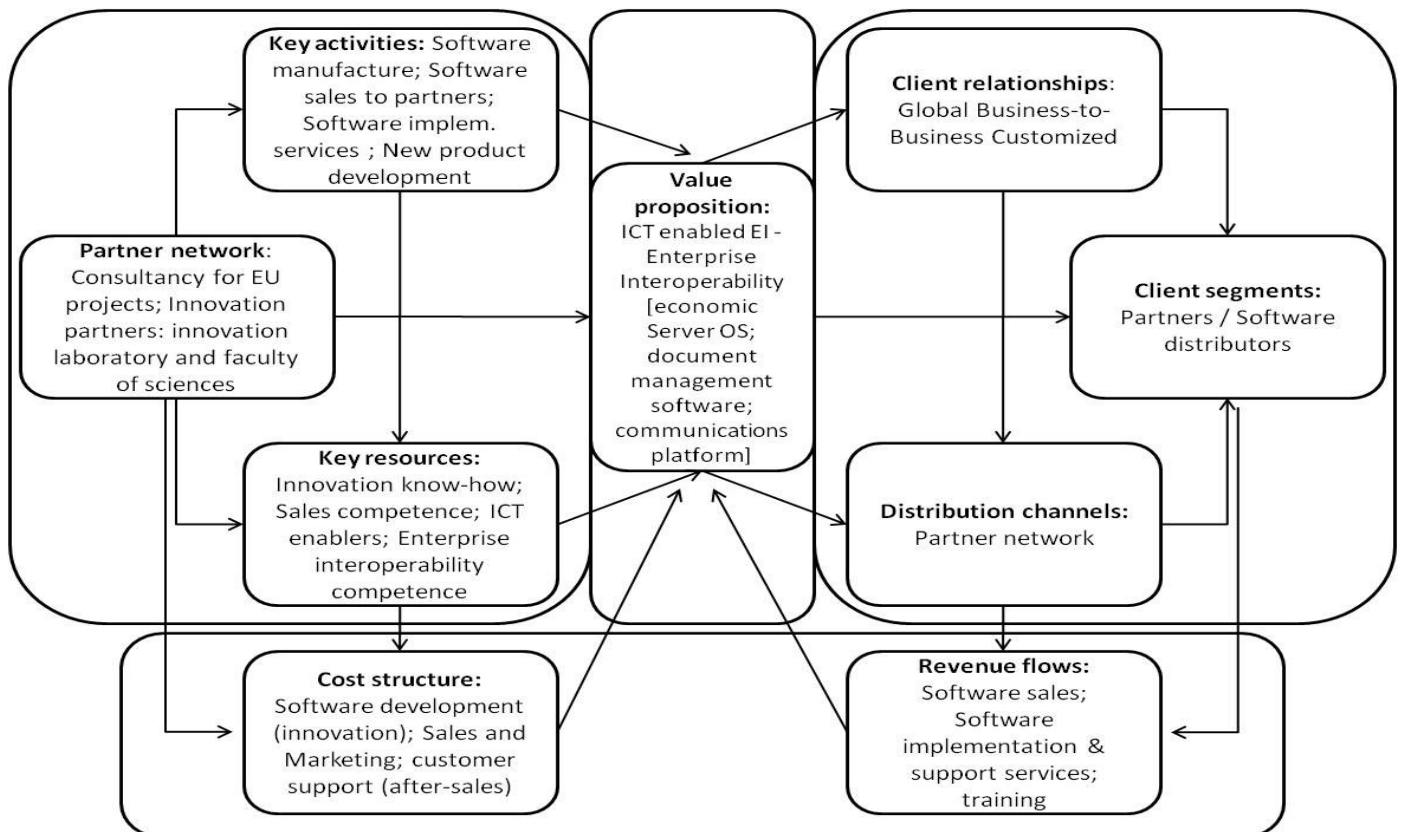 Key activities: Software
manufacture; Software
sales to partners;
Software implem.
services ; New product
development
Partner network:
Consultancy for EU
projects; Innovation
partners: innovation
laboratory and faculty
of sciences
Key resources:
Innovation know-how;
Sales competence; ICT
enablers; Enterprise
interoperability
competence
Value
proposition:
ICT enabled EI -
Enterprise
Interoperability
[economic
Server OS;
document
management
software;
communications
platform]
Client relationships:
Global Business-to-
Business Customized
Client segments:
Partners / Software
distributors
Distribution channels:
Partner network
Cost structure:
Software development
(innovation); Sales and
Marketing; customer
support (after-sales)
Revenue flows:
Software sales;
Software
implementation &
support services;
training